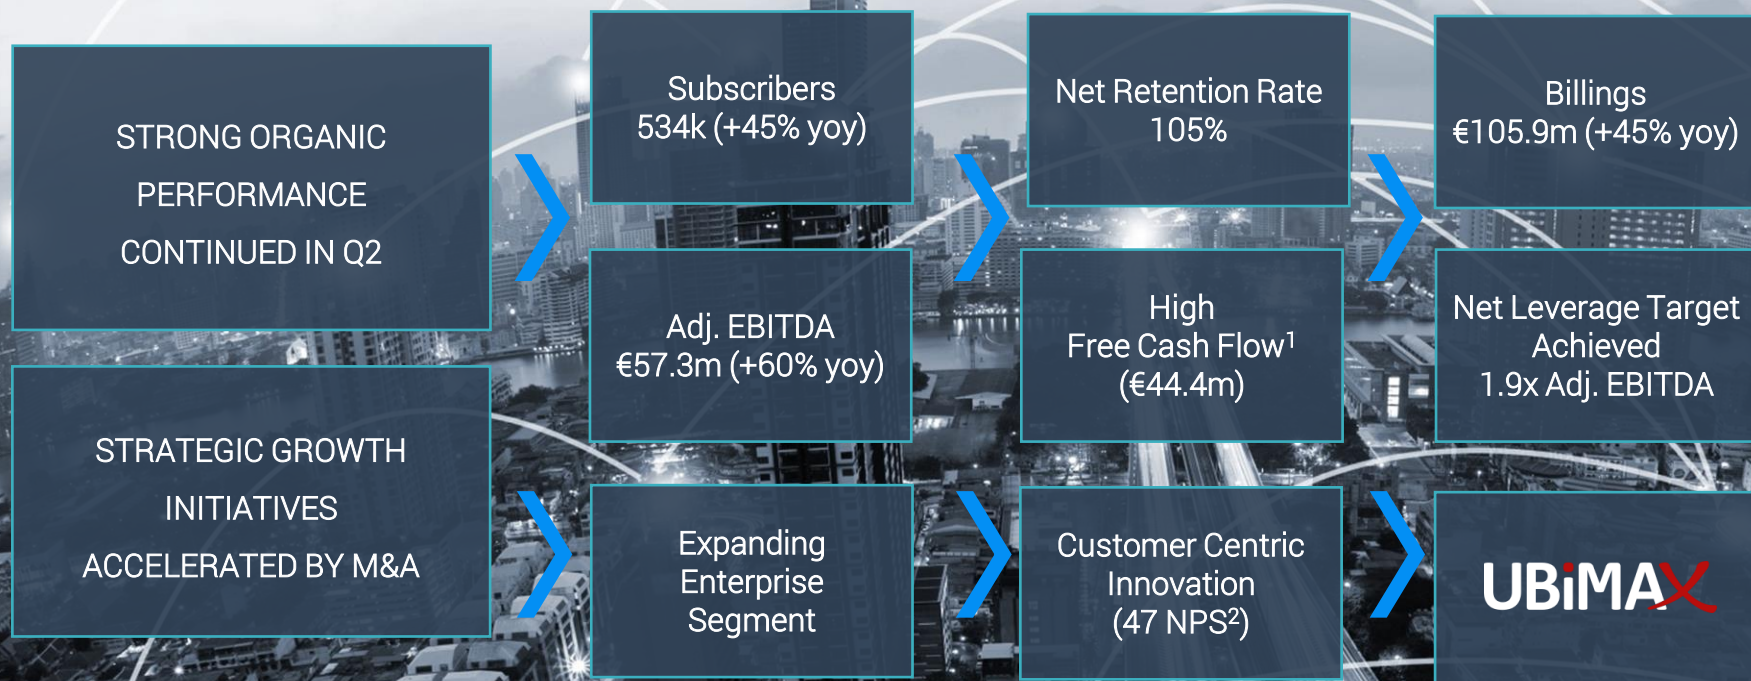 STRONG ORGANIC
PERFORMANCE
CONTINUED IN Q2
Subscribers
534k (+45% yoy)
Net Retention Rate
105%
Billings
€105.9m (+45% yoy)
Adj. EBITDA
€57.3m (+60% yoy)
High
Free Cash Flow¹
(€44.4m)
Net Leverage Target
Achieved
1.9x Adj. EBITDA
STRATEGIC GROWTH
INITIATIVES
ACCELERATED BY M&A
Expanding
Enterprise
Segment
Customer Centric
Innovation
(47 NPS²)
UBiMAX